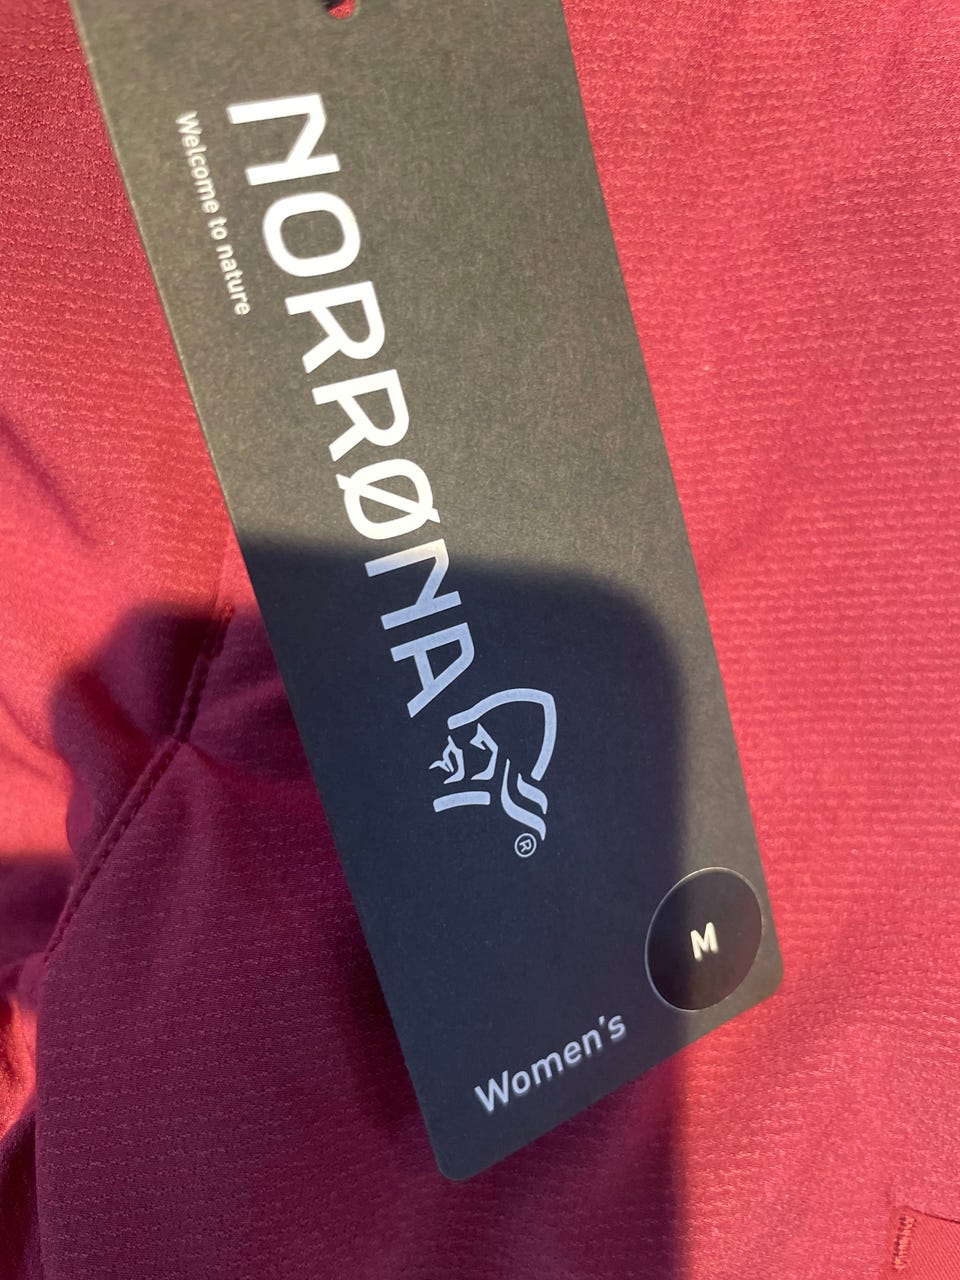 NORRØNA
Welcome to nature
®
M
Women's